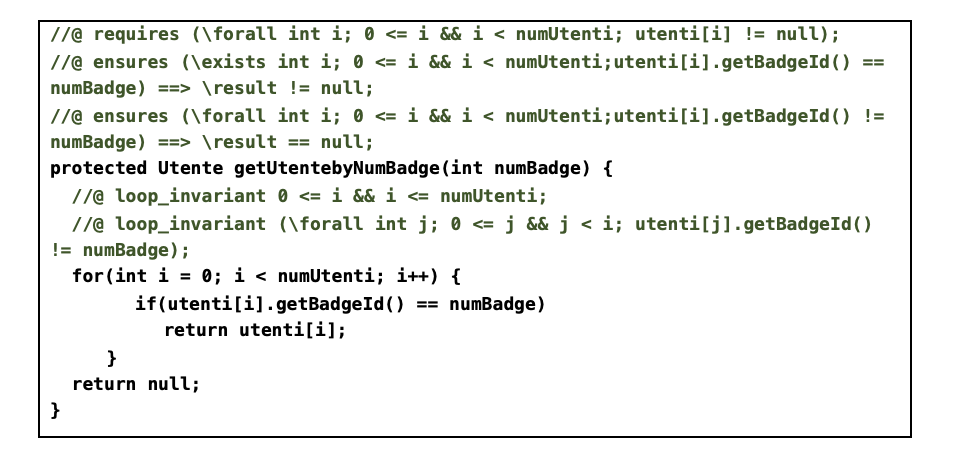 //@ requires (\forall int i; 0 <= i && i < numUtenti; utenti[i] != null);
//@ ensures (\exists int i; 0 <= i && i < numUtenti;utenti[i].getBadgeId() ==
numBadge) ==> \result != null;
//@ ensures (\forall int i; 0 <= i && i < numUtenti;utenti[i].getBadgeId() !=
numBadge) ==> \result == null;
protected Utente getUtentebyNumBadge(int numBadge) {
//@ loop_invariant 0 <= i && i <= numUtenti;
//@ loop_invariant (\forall int j; 0 <= j && j < i; utenti[j].getBadgeId()
!= numBadge);
for(int i = 0; i < numUtenti; i++) {
if(utenti[i].getBadgeId() == numBadge)
return utenti[i];
}
return null;
}